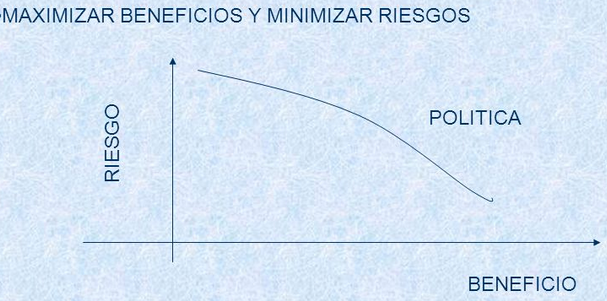 MAXIMIZAR BENEFICIOS Y MINIMIZAR RIESGOS
RIESGO
POLITICA
BENEFICIO